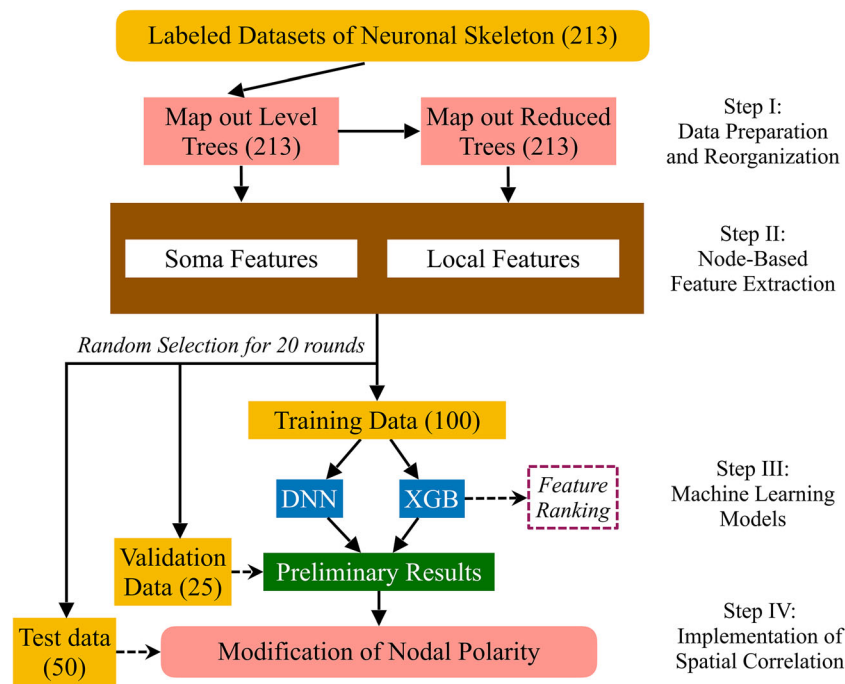 Labeled Datasets of Neuronal Skeleton (213)
Map out Level
Trees (213)
Map out Reduced
Trees (213)
Step I:
Data Preparation
and Reorganization
Soma Features
Local Features
Step II:
Node-Based
Feature Extraction
Random Selection for 20 rounds
Training Data (100)
DNN
XGB
Feature
Ranking
Step III:
Machine Learning
Models
Validation
Data (25)
Preliminary Results
Test data
(50)
Modification of Nodal Polarity
Step IV:
Implementation of
Spatial Correlation